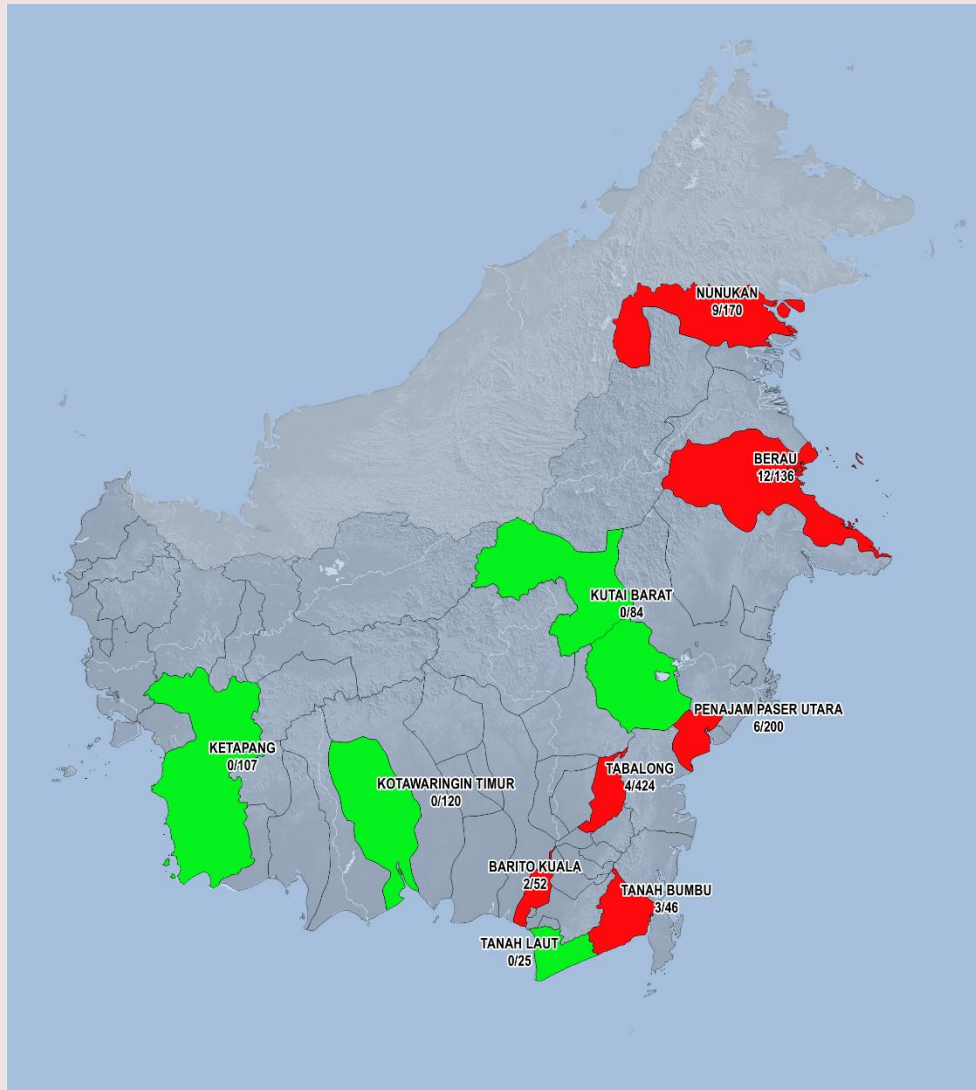 NUNUKAN
9/170
BERAU
12/136
KUTAI BARAT
0/84
PENAJAM PASER UTARA
6/200
KETAPANG
0/107
TABALONG
4/424
KOTAWARINGIN TIMUR
0/120
BARITO KUALA
2/52
TANAH BUMBU
3/46
TANAH LAUT
0/25